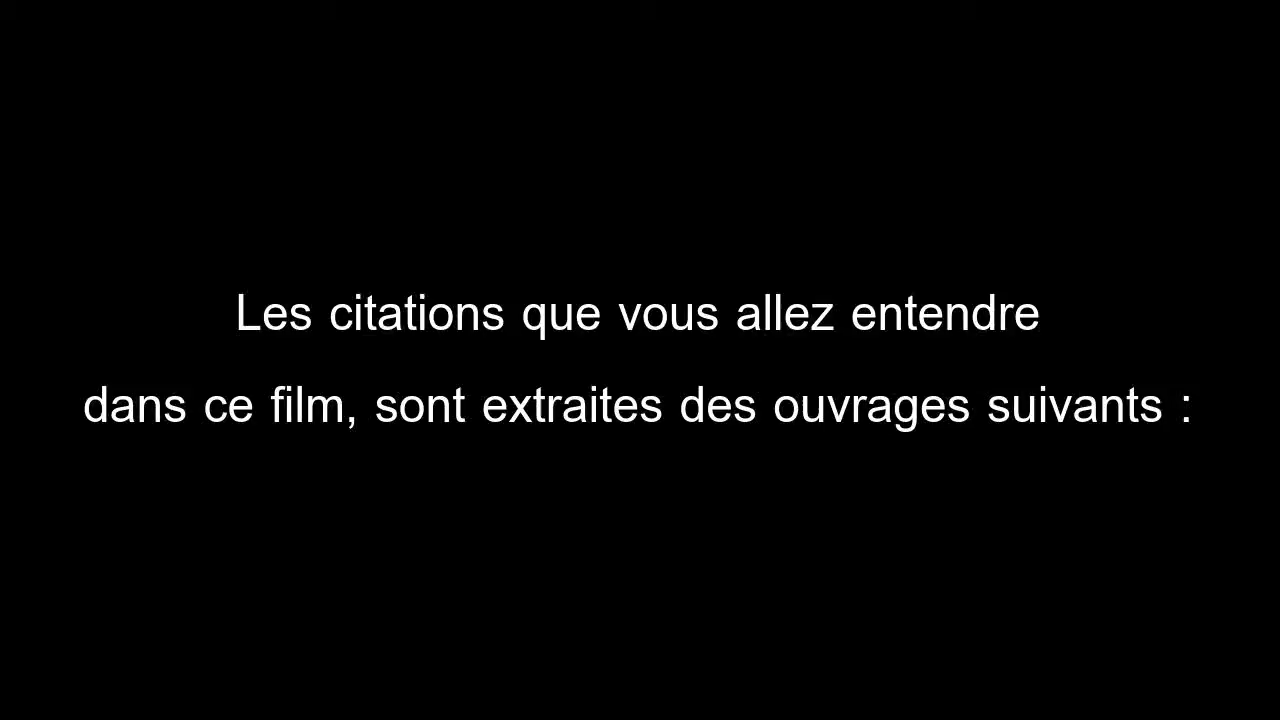 Les citations que vous allez entendre
dans ce film, sont extraites des ouvrages suivants :